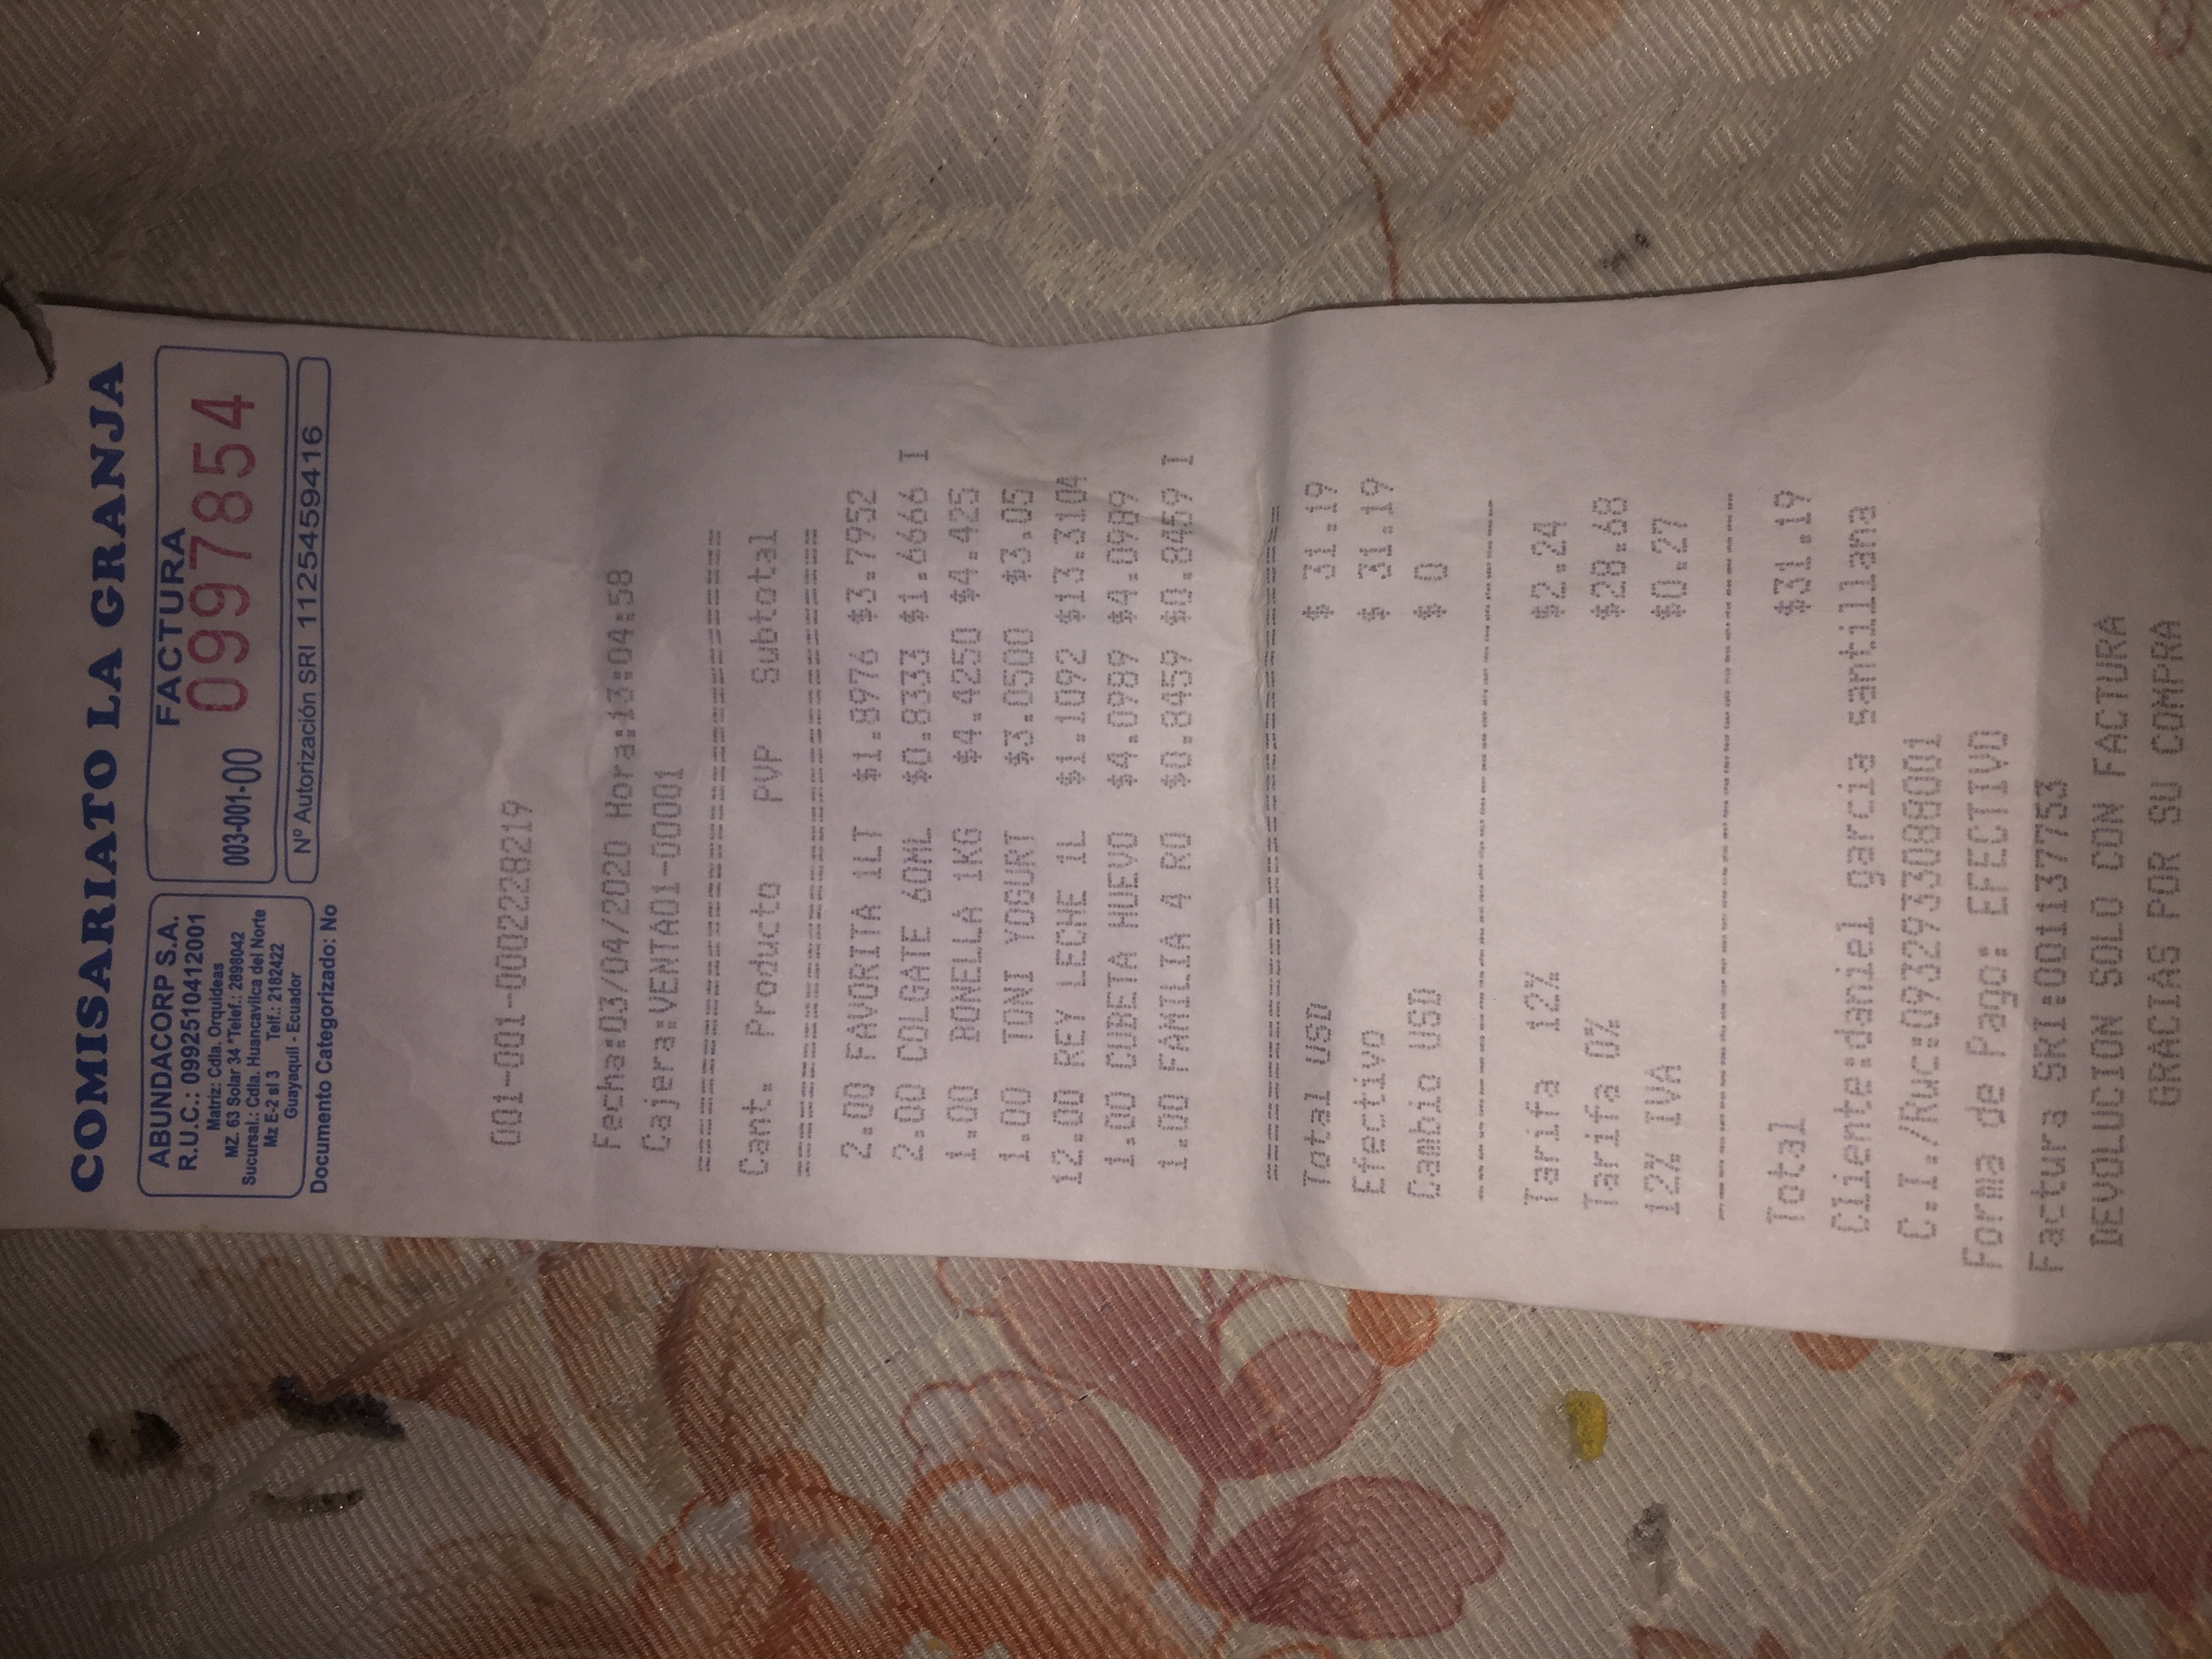 COMISARIATO LA GRANJA
ABUNDACORP S.A.
R.U.C.: 0992510412001
Matriz: Cdla. Orquideas
MZ. 63 Solar 34 *Telef.: 2898042
Sucursal.: Cdla. Huancavilca del Norte
Mz E-2 sl 3 Telf.: 2182422
Guayaquil - Ecuador
Documento Categorizado: No
FACTURA
003-001-00 0997854
Nº Autorización SRI 1125459416
001-001-0002228219
Fecha:03/04/2020 Hora:13:04:58
Cajera:VENTA01-00001
Cant. Producto PVP Subtotal
2.00 FAVORITA 1LT $1.8976 $3.7952
2.00 COLGATE 60ML $0.8333 $1.6666 I
1.00 BONELLA 1KG $4.4250 $4.425
1.00 TONI YOGURT $3.0500 $3.05
12.00 REY LECHE 1L $1.1092 $13.3104
1.00 CUBETA HUEVO $4.0989 $4.0989
1.00 FAMILIA 4 RO $0.8459 $0.8459 I
Total USD $ 31.19
Efectivo $ 31.19
Cambio USD $ 0
Tarifa 12% $2.24
Tarifa 0% $28.68
12% IVA $0.27
Total $31.19
Cliente:daniel garcia santillana
C.I./Ruc:0932933088001
Forma de Pago: EFECTIVO
Factura SRI:001137753
DEVOLUCION SOLO CON FACTURA
GRACIAS POR SU COMPRA